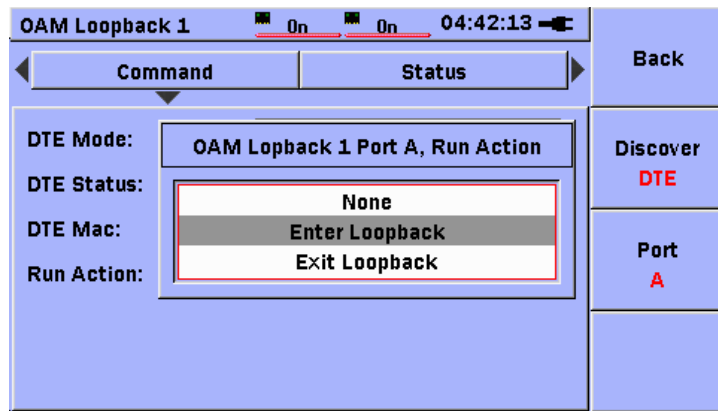 OAM Loopback 1 0n 0n 04:42:13
Back
Command Status
DTE Mode:
OAM Lopback 1 Port A, Run Action
Discover
DTE
DTE Status:
None
DTE Mac:
Enter Loopback
Exit Loopback
Port
A
Run Action: